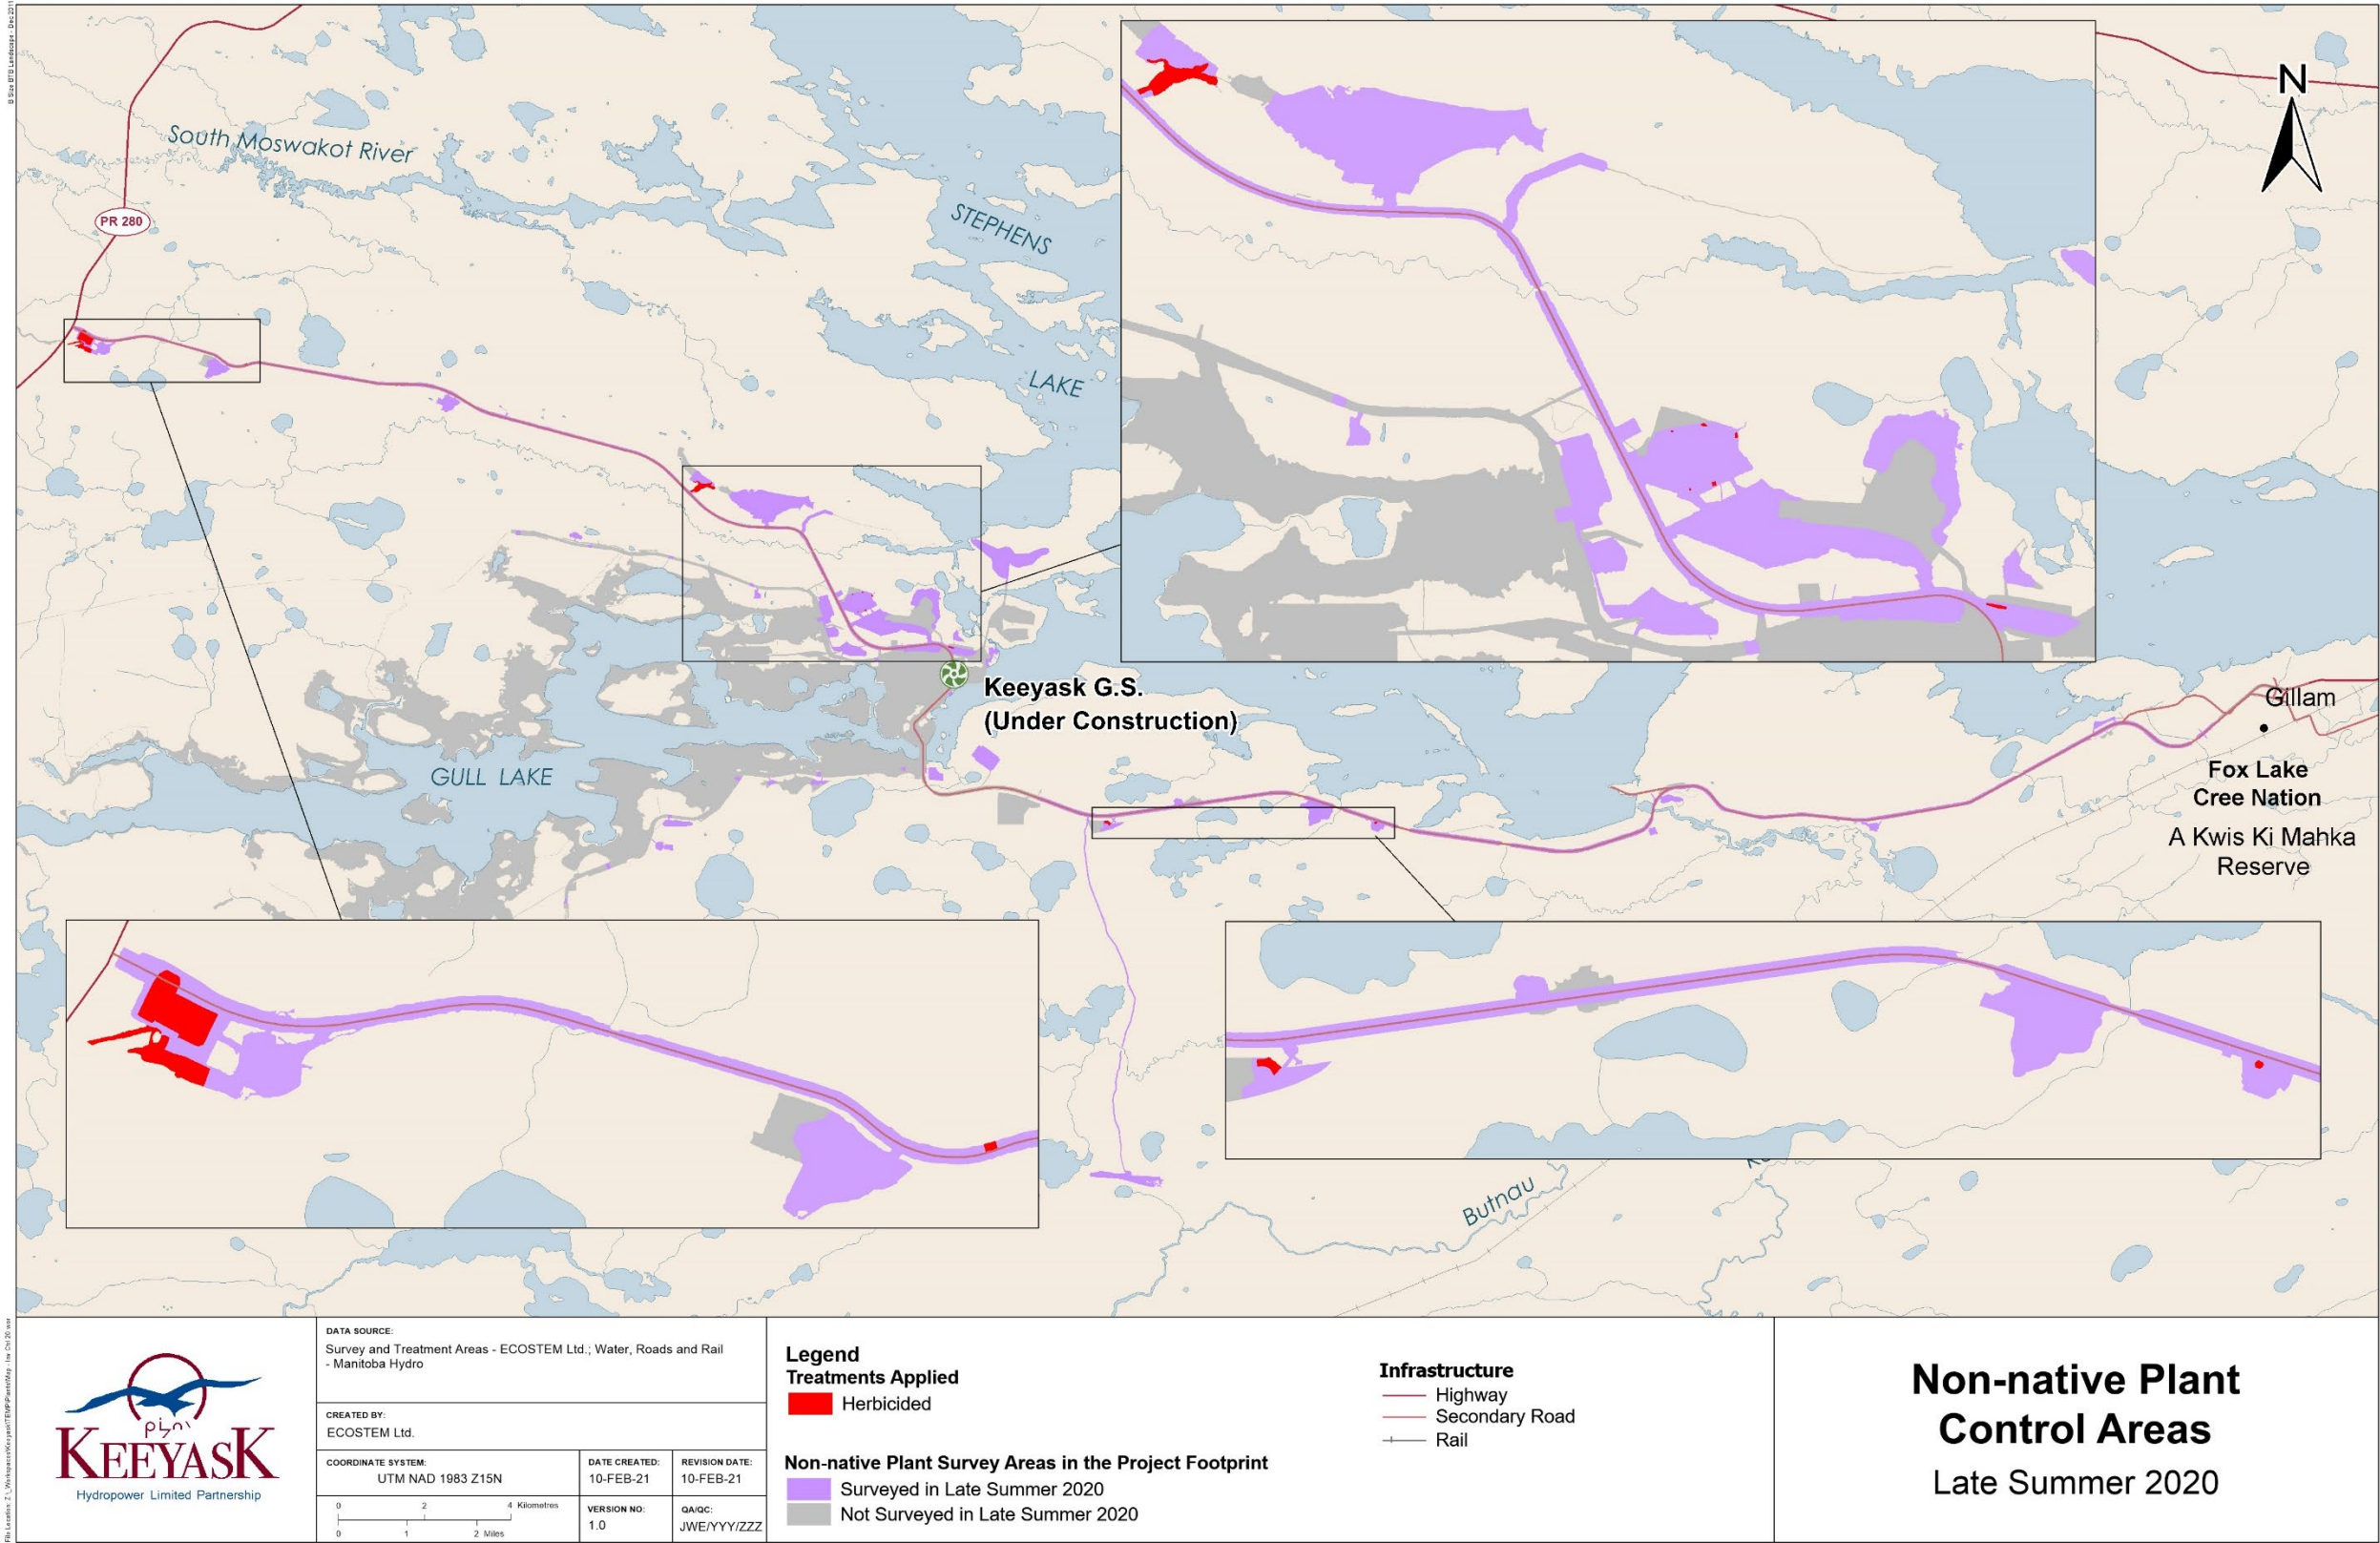 B Size BTB Landscape - Dec 2011
South Moswakot River
PR 280
STEPHENS
LAKE
N
Keeyask G.S.
(Under Construction)
GULL LAKE
Gillam
Fox Lake
Cree Nation
A Kwis Ki Mahka
Reserve
Butnau
KEEYASK
Hydropower Limited Partnership
DATA SOURCE:
Survey and Treatment Areas - ECOSTEM Ltd.; Water, Roads and Rail
- Manitoba Hydro
CREATED BY:
ECOSTEM Ltd.
COORDINATE SYSTEM:
UTM NAD 1983 Z15N
DATE CREATED:
10-FEB-21
REVISION DATE:
10-FEB-21
0 2 4 Kilometres
0 1 2 Miles
VERSION NO:
1.0
QA/QC:
JWE/YYY/ZZZ
Legend
Treatments Applied
Herbicided
Non-native Plant Survey Areas in the Project Footprint
Surveyed in Late Summer 2020
Not Surveyed in Late Summer 2020
Infrastructure
Highway
Secondary Road
Rail
Non-native Plant
Control Areas
Late Summer 2020